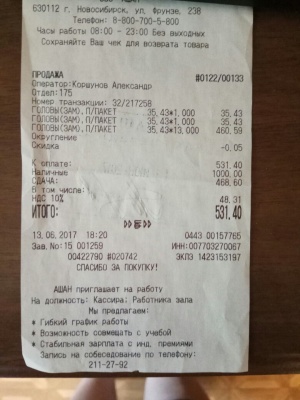 630112 г. Новосибирск, ул. Фрунзе, 238
Телефон: 8-800-700-5-800
Часы работы 08:00 - 23:00 Без выходных
Сохраняйте Ваш чек для возврата товара
ПРОДАЖА #0122/00133
Оператор:Коршунов Александр
Отдел:175
Номер транзакции: 32/217258
ГОЛОВЫ(ЗАМ),П/ПАКЕТ 35,43*1,000 35,43
ГОЛОВЫ(ЗАМ),П/ПАКЕТ 35,43*1,000 35,43
ГОЛОВЫ(ЗАМ),П/ПАКЕТ 35,43*13,000 460,59
Округление
Скидка -0,05
К оплате: 531,40
Наличные 1000,00
СДАЧА: 468,60
В том числе:
НДС 10% 48,31
ИТОГО: 531,40
13.06.2017 18:20 0443 00157765
Зав. No:15 001259 ИНН:007703270067
00422790 #020742 ЭКЛЗ 1423153197
СПАСИБО ЗА ПОКУПКУ!
АШАН приглашает на работу
На должность: Кассира; Работника зала
Мы предлагаем:
* Гибкий график работы
* Возможность совмещать с учебой
* Стабильная зарплата с инд. премиями
Запись на собеседование по телефону:
211-27-92